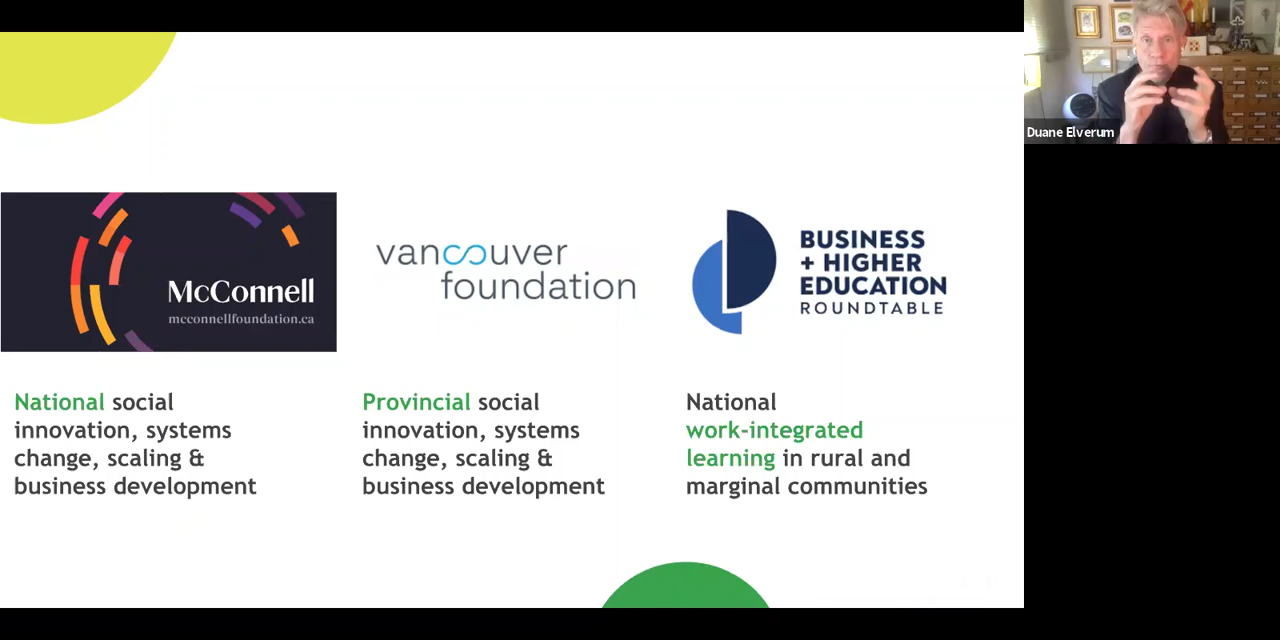 McConnell
mcconnellfoundation.ca
vancouver
foundation
BUSINESS
+ HIGHER
EDUCATION
ROUNDTABLE
National social
innovation, systems
change, scaling &
business development
Provincial social
innovation, systems
change, scaling &
business development
National
work-integrated
learning in rural and
marginal communities
Duane Elverum